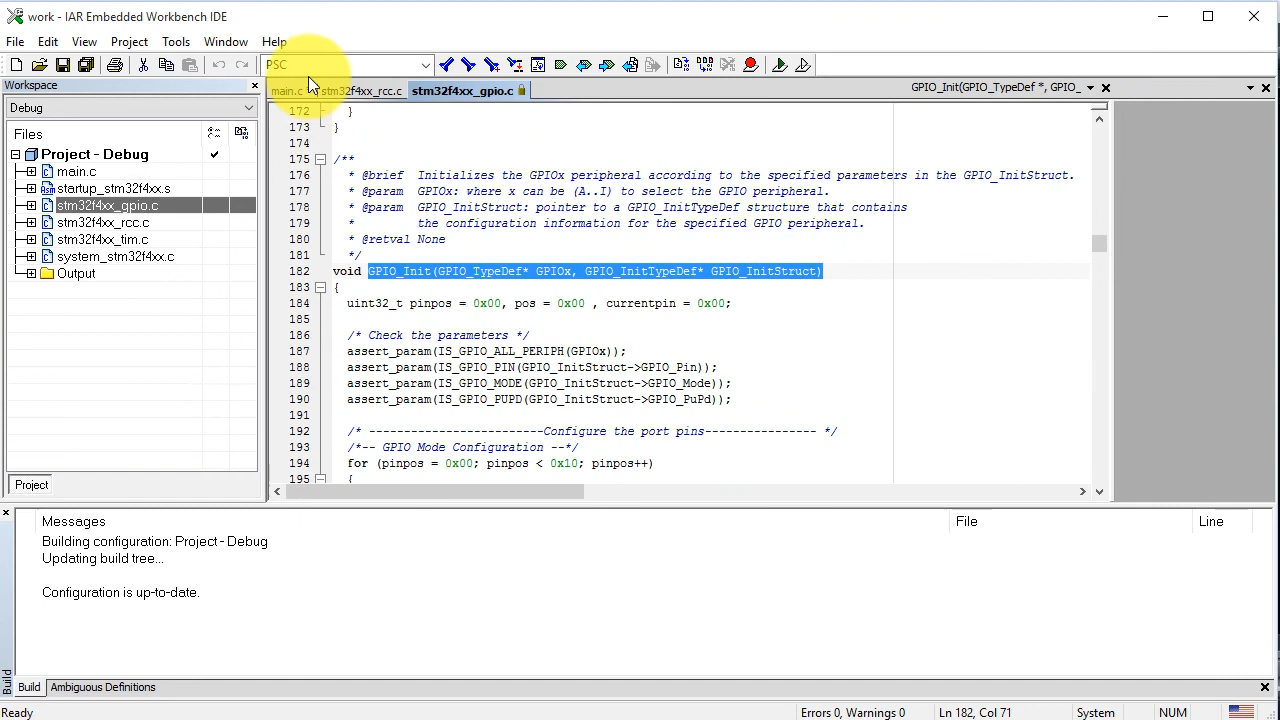 work - IAR Embedded Workbench IDE
File Edit View Project Tools Window Help
PSC
Workspace
main.c stm32f4xx_rcc.c stm32f4xx_gpio.c GPIO_Init(GPIO_TypeDef *, GPIO_
Debug
Files
Project - Debug
main.c
startup_stm32f4xx.s
stm32f4xx_gpio.c
stm32f4xx_rcc.c
stm32f4xx_tim.c
system_stm32f4xx.c
Output
Project
172 }
173 }
174
175 /**
176 * @brief Initializes the GPIOx peripheral according to the specified parameters in the GPIO_InitStruct.
177 * @param GPIOx: where x can be (A..I) to select the GPIO peripheral.
178 * @param GPIO_InitStruct: pointer to a GPIO_InitTypeDef structure that contains
179 * the configuration information for the specified GPIO peripheral.
180 * @retval None
181 */
182 void GPIO_Init(GPIO_TypeDef* GPIOx, GPIO_InitTypeDef* GPIO_InitStruct)
183 {
184 uint32_t pinpos = 0x00, pos = 0x00 , currentpin = 0x00;
185
186 /* Check the parameters */
187 assert_param(IS_GPIO_ALL_PERIPH(GPIOx));
188 assert_param(IS_GPIO_PIN(GPIO_InitStruct->GPIO_Pin));
189 assert_param(IS_GPIO_MODE(GPIO_InitStruct->GPIO_Mode));
190 assert_param(IS_GPIO_PUPD(GPIO_InitStruct->GPIO_PuPd));
191
192 /* -------------------------Configure the port pins---------------- */
193 /*-- GPIO Mode Configuration --*/
194 for (pinpos = 0x00; pinpos < 0x10; pinpos++)
195 {
Messages File Line
Building configuration: Project - Debug
Updating build tree...
Configuration is up-to-date.
Build
Build Ambiguous Definitions
Ready Errors 0, Warnings 0 Ln 182, Col 71 System NUM